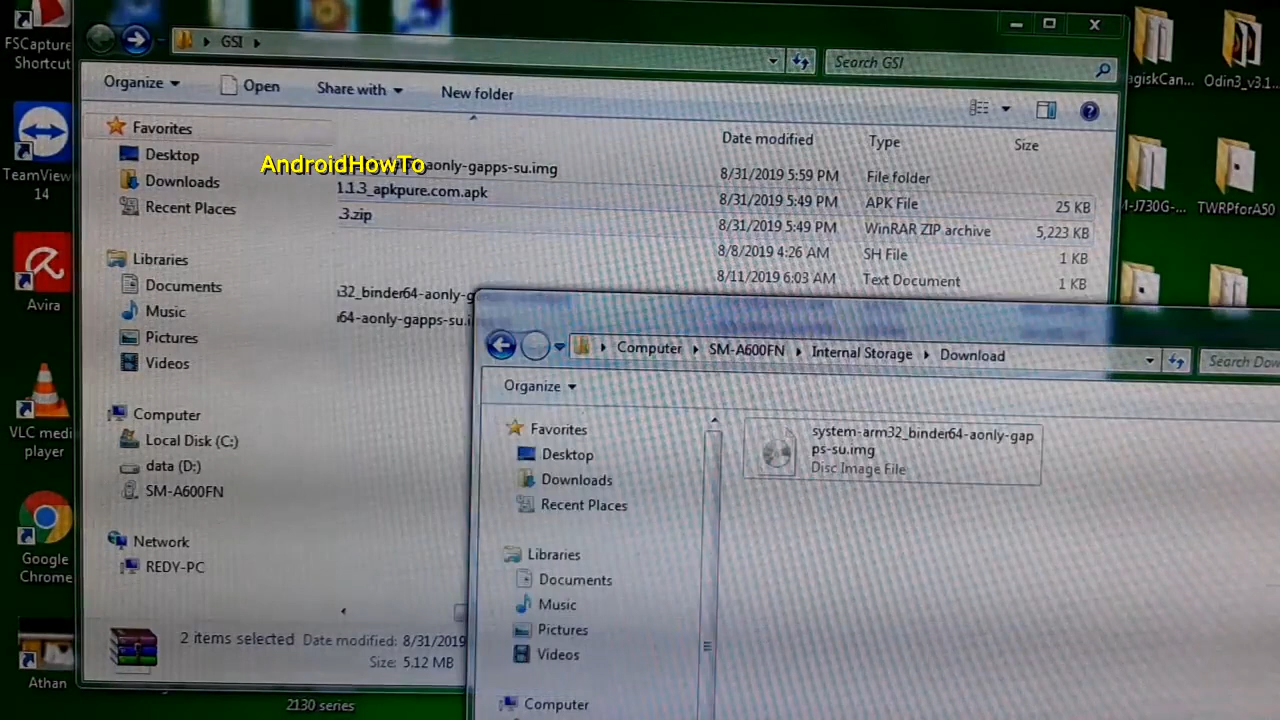 FSCapture
Shortcut
TeamView
14
Avira
VLC media
player
Google
Chrome
Athan
GSI
Search GSI
Organize
Open
Share with
New folder
Date modified
Type
Size
Favorites
Desktop
Downloads
Recent Places
Libraries
Documents
Music
Pictures
Videos
Computer
Local Disk (C:)
data (D:)
SM-A600FN
Network
REDY-PC
AndroidHowTo
aonly-gapps-su.img
8/31/2019 5:59 PM
File folder
1.1.3_apkpure.com.apk
8/31/2019 5:49 PM
APK File
25 KB
.3.zip
8/31/2019 5:49 PM
WinRAR ZIP archive
5,223 KB
8/8/2019 4:26 AM
SH File
1 KB
8/11/2019 6:03 AM
Text Document
1 KB
32_binder64-aonly-g
64-aonly-gapps-su.i
2 items selected
Date modified: 8/31/2019
Size: 5.12 MB
2130 series
Computer
SM-A600FN
Internal Storage
Download
Search Dow
Organize
Favorites
Desktop
Downloads
Recent Places
Libraries
Documents
Music
Pictures
Videos
Computer
system-arm32_binder64-aonly-gap
ps-su.img
Disc Image File
agiskCan...
Odin3_v3.1...
M-J730G-...
TWRPforA50